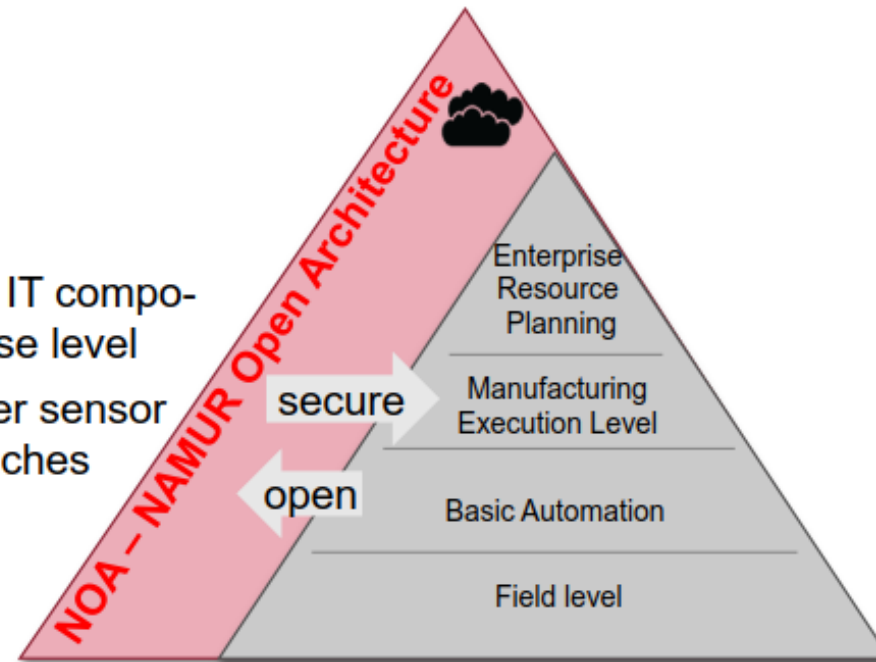 NOA – NAMUR Open Architecture
IT compo-
se level
er sensor
ches
Enterprise
Resource
Planning
secure
Manufacturing
Execution Level
open
Basic Automation
Field level